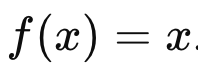 f(x) = x.